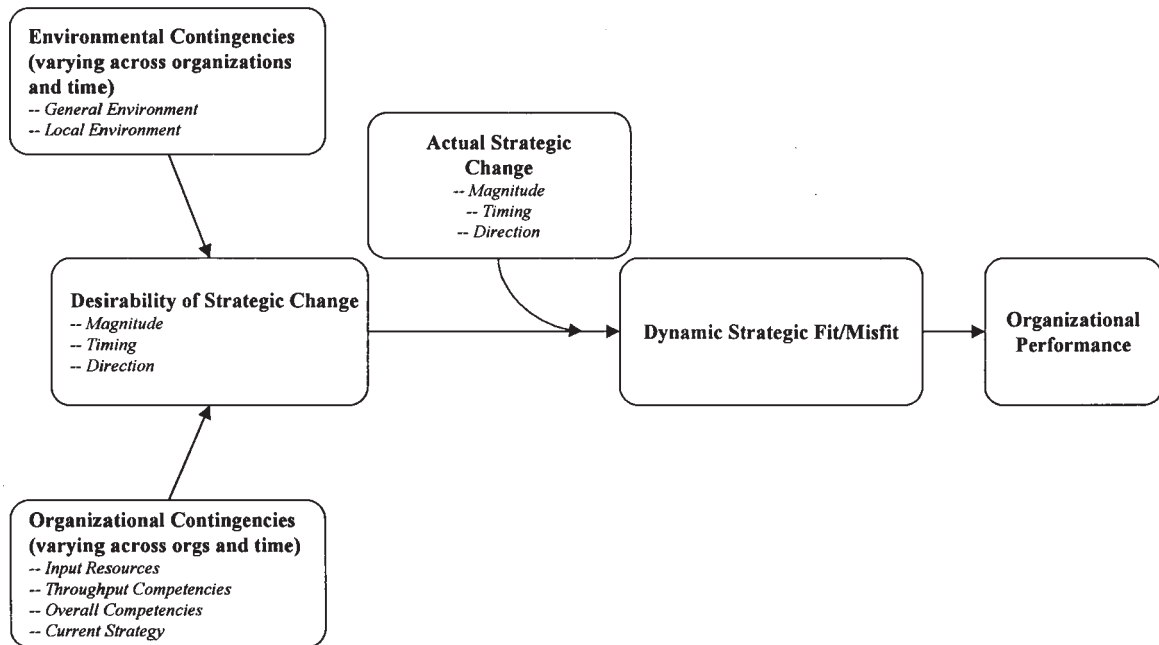 Environmental Contingencies
(varying across organizations
and time)
-- General Environment
-- Local Environment
Actual Strategic
Change
-- Magnitude
-- Timing
-- Direction
Desirability of Strategic Change
-- Magnitude
-- Timing
-- Direction
Dynamic Strategic Fit/Misfit
Organizational
Performance
Organizational Contingencies
(varying across orgs and time)
-- Input Resources
-- Throughput Competencies
-- Overall Competencies
-- Current Strategy